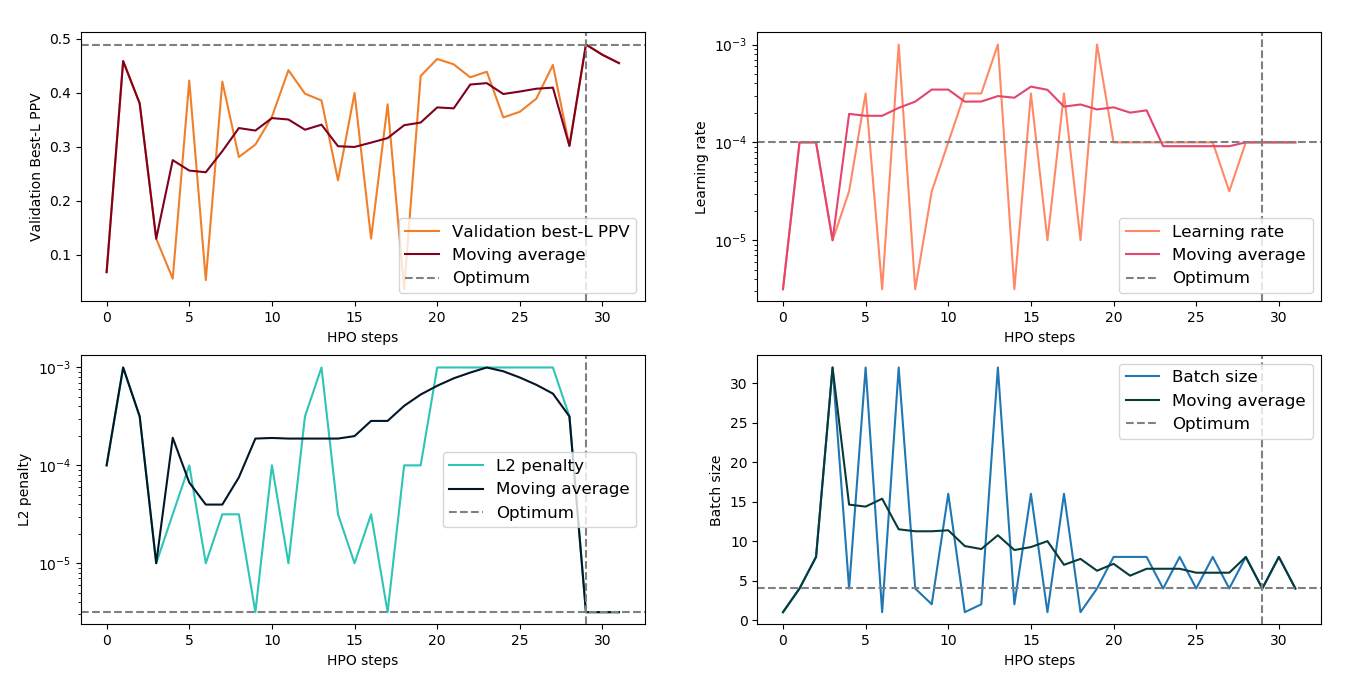 Validation Best-L PPV
0.5
0.4
0.3
0.2
0.1
Validation best-L PPV
Moving average
Optimum
0 5 10 15 20 25 30
HPO steps
Learning rate
10⁻³
10⁻⁴
10⁻⁵
Learning rate
Moving average
Optimum
0 5 10 15 20 25 30
HPO steps
L2 penalty
10⁻³
10⁻⁴
10⁻⁵
L2 penalty
Moving average
Optimum
0 5 10 15 20 25 30
HPO steps
Batch size
30
25
20
15
10
5
0
Batch size
Moving average
Optimum
0 5 10 15 20 25 30
HPO steps